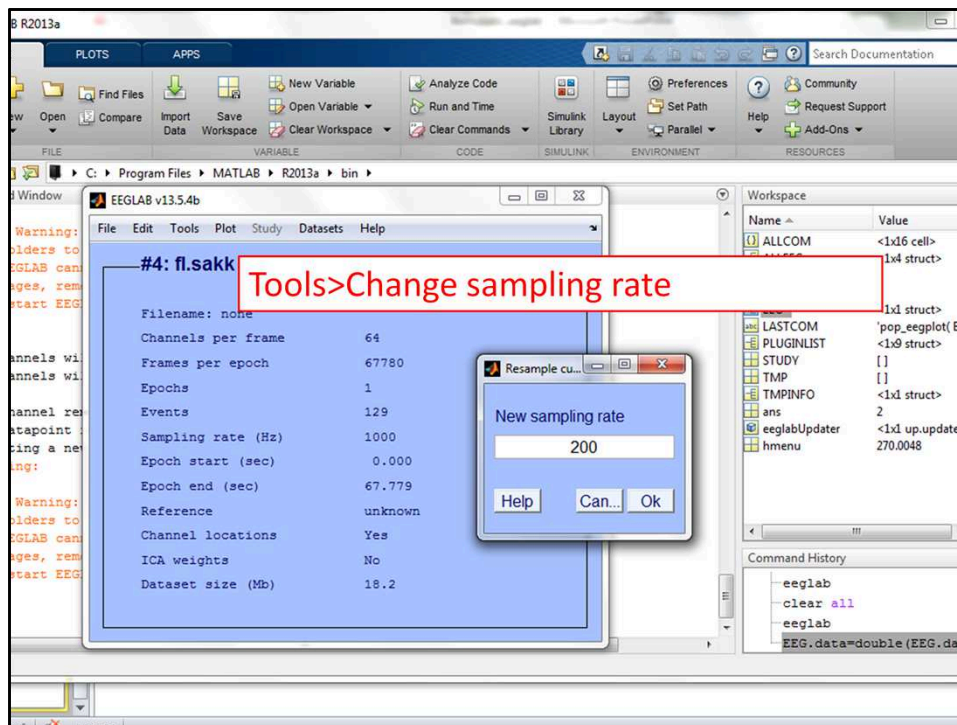 B R2013a
PLOTS APPS Search Documentation
New Variable Analyze Code Preferences Community
Find Files Open Variable Run and Time Set Path Request Support
Open Compare Import Data Save Workspace Clear Workspace Clear Commands Simulink Library Layout Parallel Help Add-Ons
FILE VARIABLE CODE SIMULINK ENVIRONMENT RESOURCES
C: Program Files MATLAB R2013a bin
Window
Warning:
start EEG
annels wi
Warning:
start EEG
EEGLAB v13.5.4b
File Edit Tools Plot Study Datasets Help
#4: fl.sakk
Tools>Change sampling rate
Filename: none
Channels per frame 64
Frames per epoch 67780
Epochs 1
Events 129
Sampling rate (Hz) 1000
Epoch start (sec) 0.000
Epoch end (sec) 67.779
Reference unknown
Channel locations Yes
ICA weights No
Dataset size (Mb) 18.2
Resample cu...
New sampling rate
200
Help Can... Ok
Workspace
Name Value
ALLCOM <1x16 cell>
<1x4 struct>
<1x1 struct>
LASTCOM 'pop_eegplot( E
PLUGINLIST <1x9 struct>
STUDY []
TMP []
TMPINFO <1x1 struct>
ans 2
eeglabUpdater <1x1 up.update
hmenu 270.0048
Command History
eeglab
clear all
eeglab
EEG.data=double(EEG.da